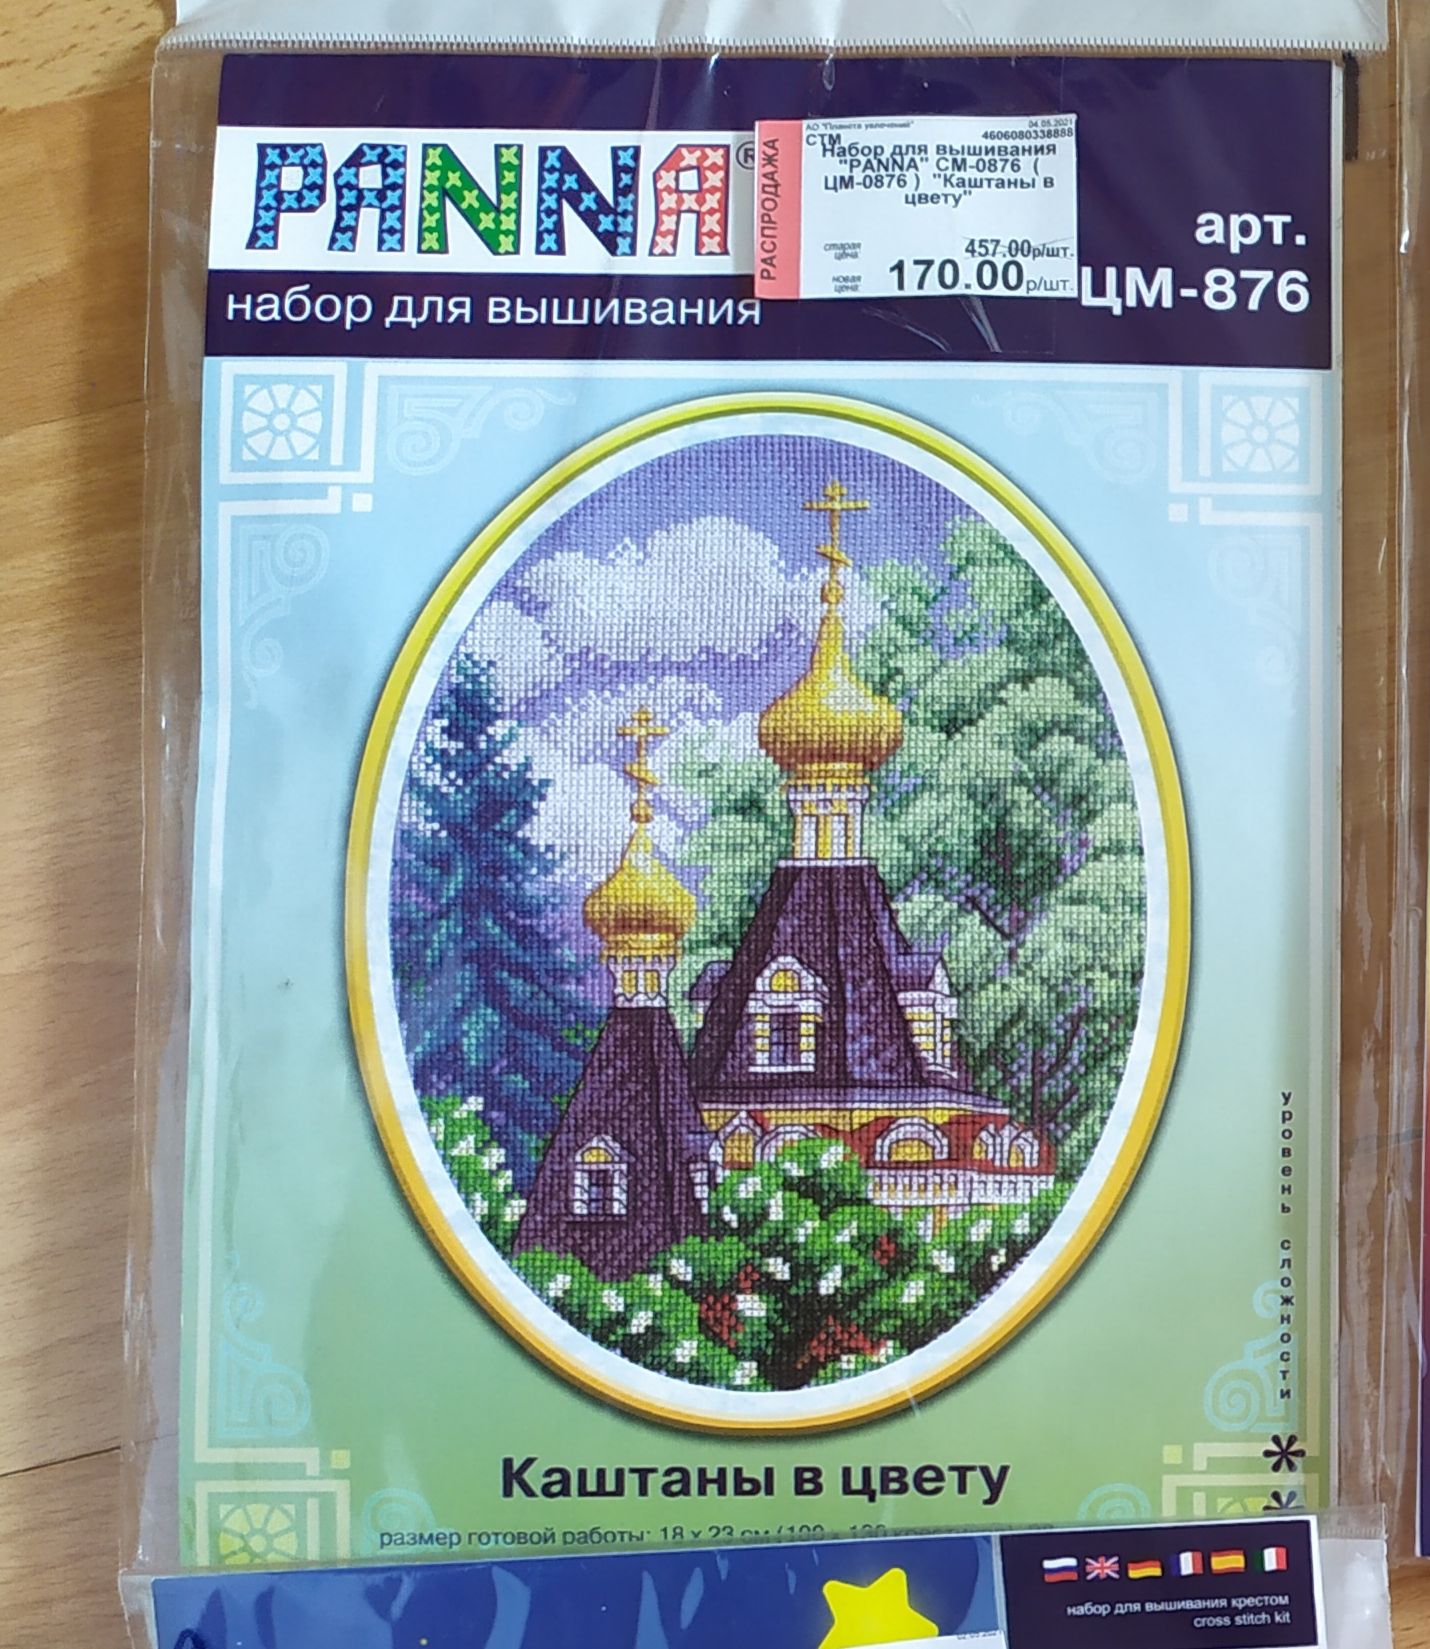 PANNA®
набор для вышивания
РАСПРОДАЖА
АО "Планета увлечений" 04.05.2021
СТМ 4606080338888
Набор для вышивания
"PANNA" СМ-0876 (
ЦМ-0876 ) "Каштаны в
цвету"
старая цена: 457.00р/шт.
новая цена: 170.00р/шт.
арт.
ЦМ-876
уровень сложности
Каштаны в цвету
размер готовой работы: 18 x 23 см
набор для вышивания крестом
cross stitch kit